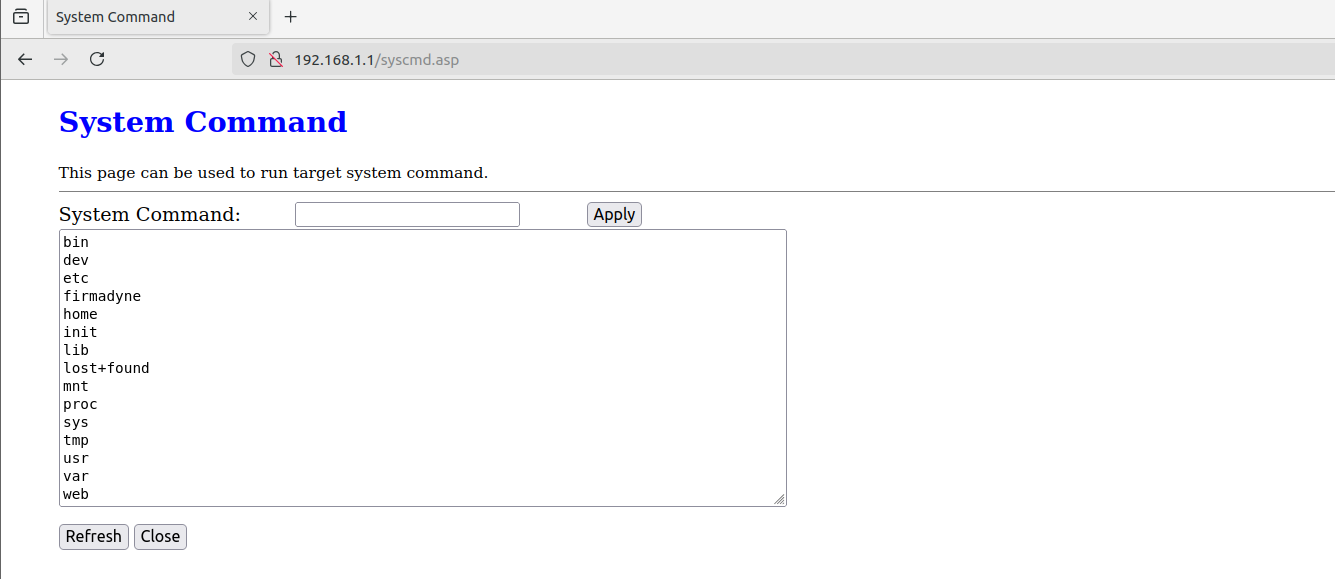 System Command
192.168.1.1/syscmd.asp
System Command
This page can be used to run target system command.
System Command: Apply
bin
dev
etc
firmadyne
home
init
lib
lost+found
mnt
proc
sys
tmp
usr
var
web
Refresh Close